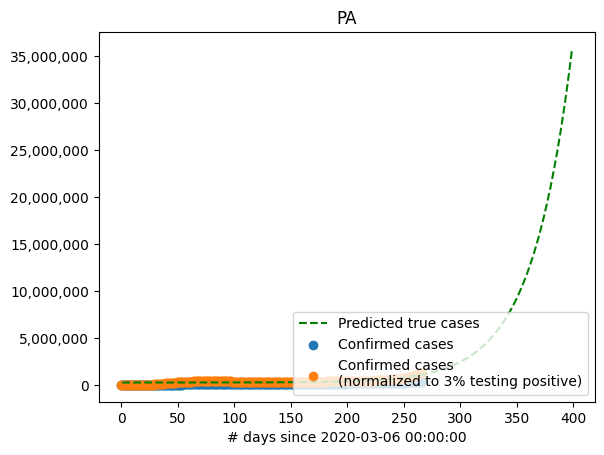 PA
35,000,000
30,000,000
25,000,000
20,000,000
15,000,000
10,000,000
5,000,000
0
Predicted true cases
Confirmed cases
Confirmed cases
(normalized to 3% testing positive)
0 50 100 150 200 250 300 350 400
# days since 2020-03-06 00:00:00